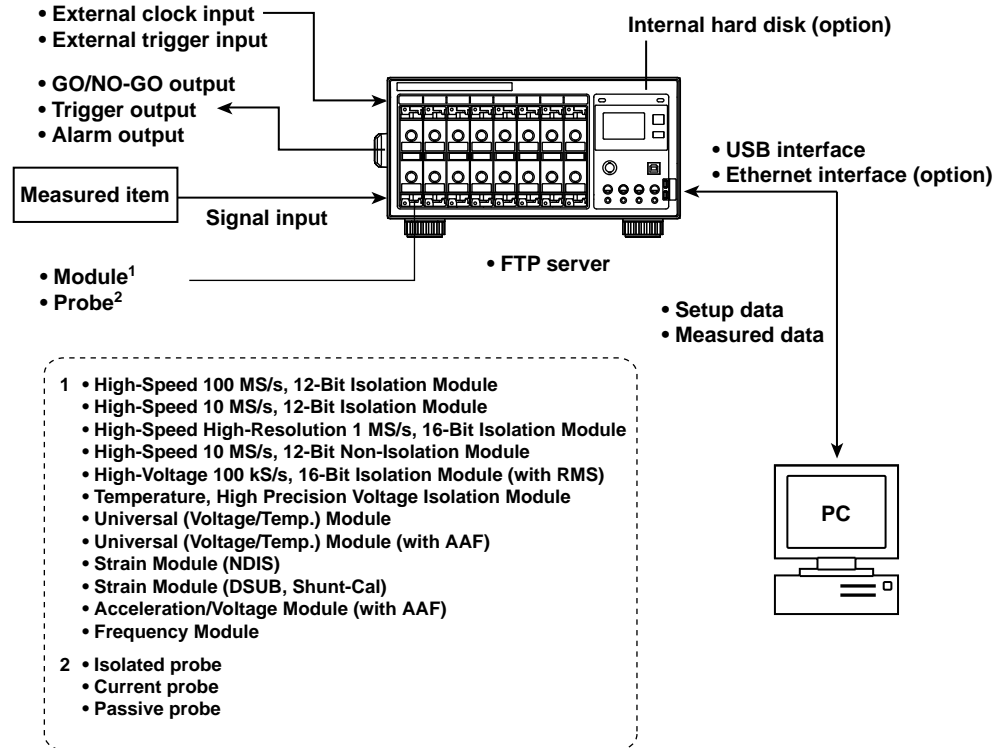 • External clock input
• External trigger input
Internal hard disk (option)
• GO/NO-GO output
• Trigger output
• Alarm output
• USB interface
• Ethernet interface (option)
Measured item
Signal input
• Module1
• Probe2
• FTP server
• Setup data
• Measured data
1 • High-Speed 100 MS/s, 12-Bit Isolation Module
• High-Speed 10 MS/s, 12-Bit Isolation Module
• High-Speed High-Resolution 1 MS/s, 16-Bit Isolation Module
• High-Speed 10 MS/s, 12-Bit Non-Isolation Module
• High-Voltage 100 kS/s, 16-Bit Isolation Module (with RMS)
• Temperature, High Precision Voltage Isolation Module
• Universal (Voltage/Temp.) Module
• Universal (Voltage/Temp.) Module (with AAF)
• Strain Module (NDIS)
• Strain Module (DSUB, Shunt-Cal)
• Acceleration/Voltage Module (with AAF)
• Frequency Module
2 • Isolated probe
• Current probe
• Passive probe
PC